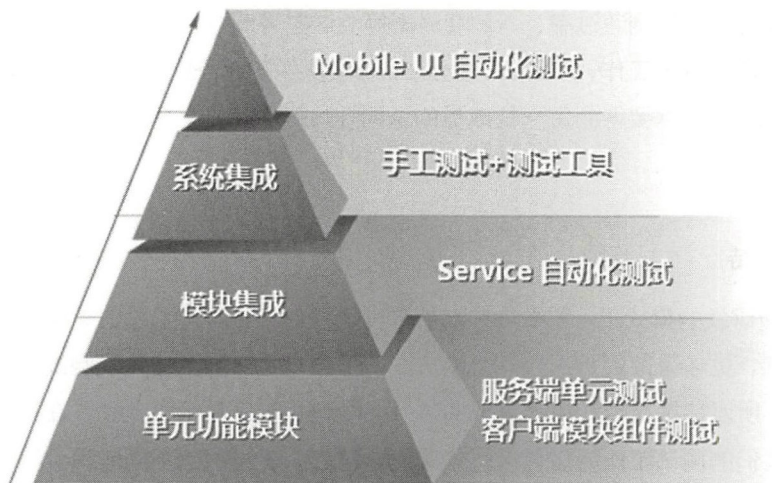 Mobile UI 自动化测试
系统集成
手工测试+测试工具
模块集成
Service 自动化测试
单元功能模块
服务端单元测试
客户端模块组件测试